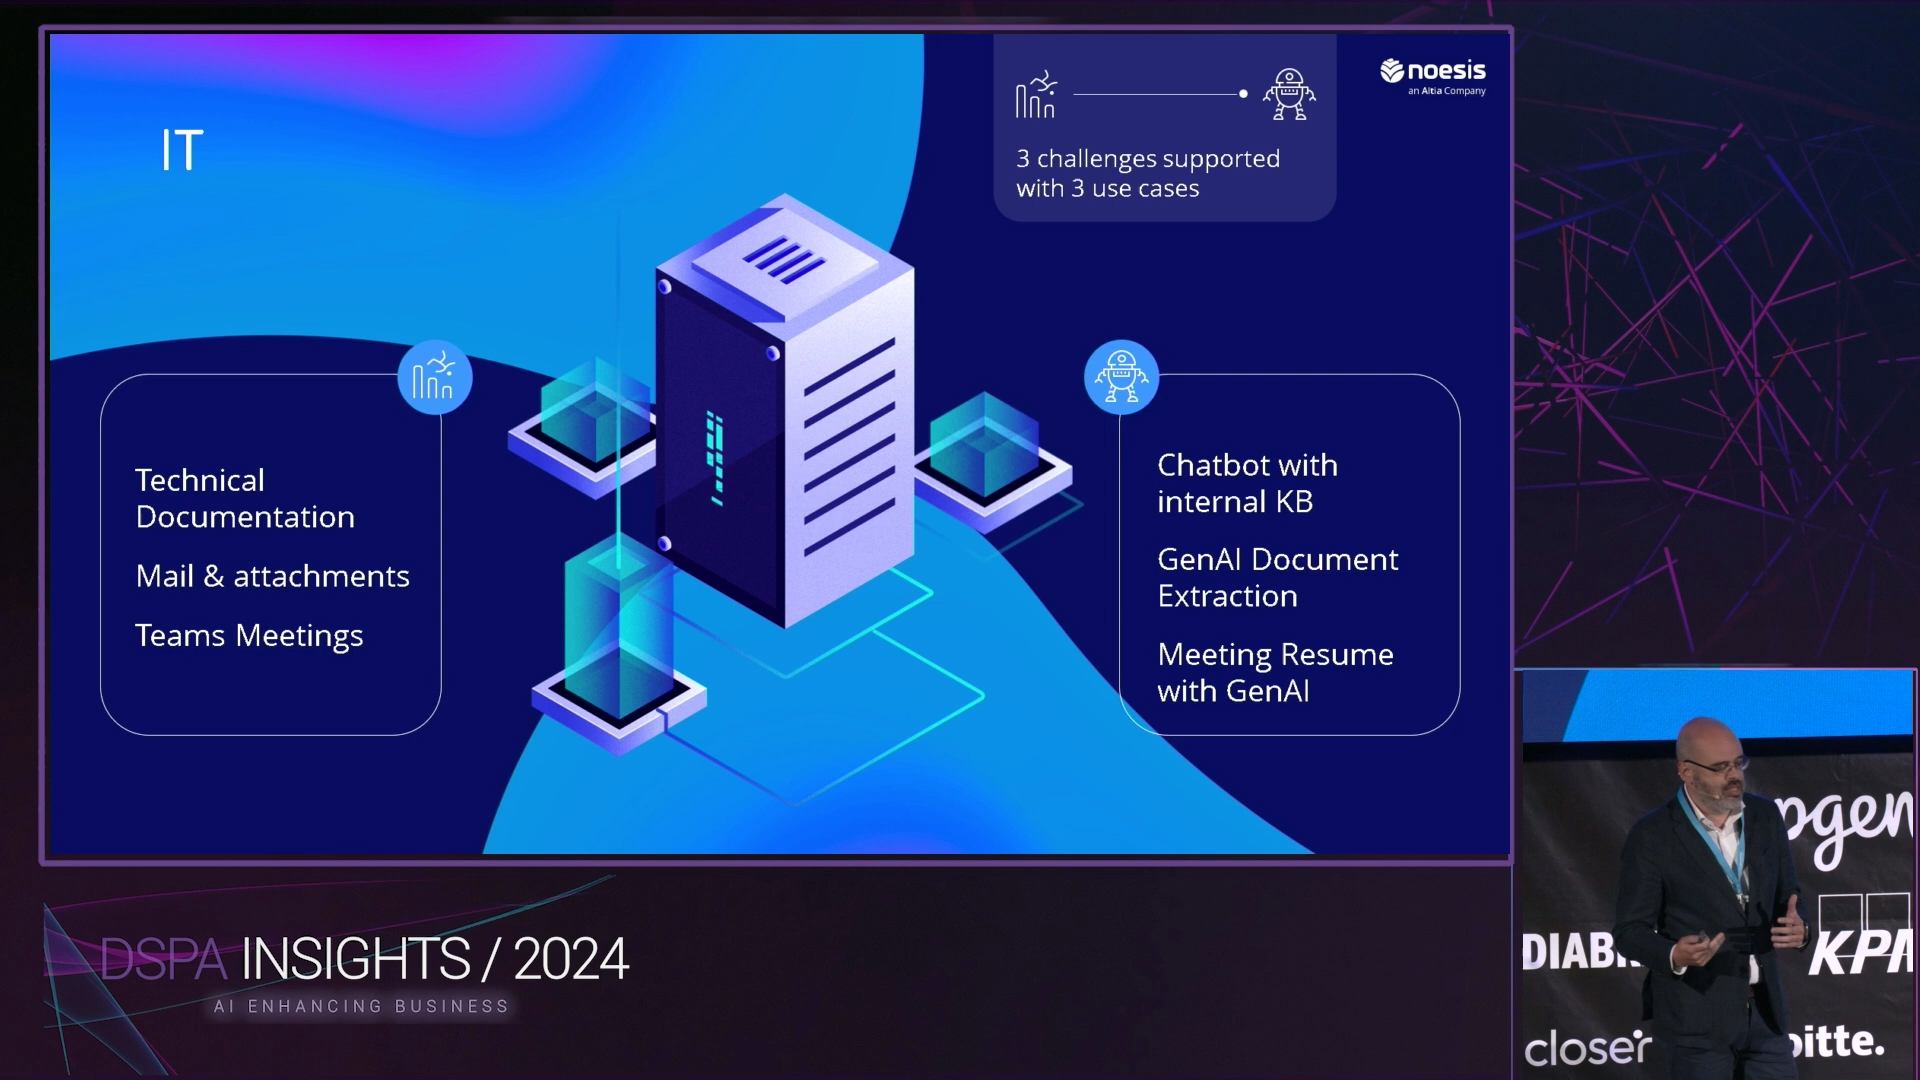 IT
noesis
an Altia Company
3 challenges supported
with 3 use cases
Technical
Documentation
Mail & attachments
Teams Meetings
Chatbot with
internal KB
GenAI Document
Extraction
Meeting Resume
with GenAI
DSPA INSIGHTS / 2024
AI ENHANCING BUSINESS
closer